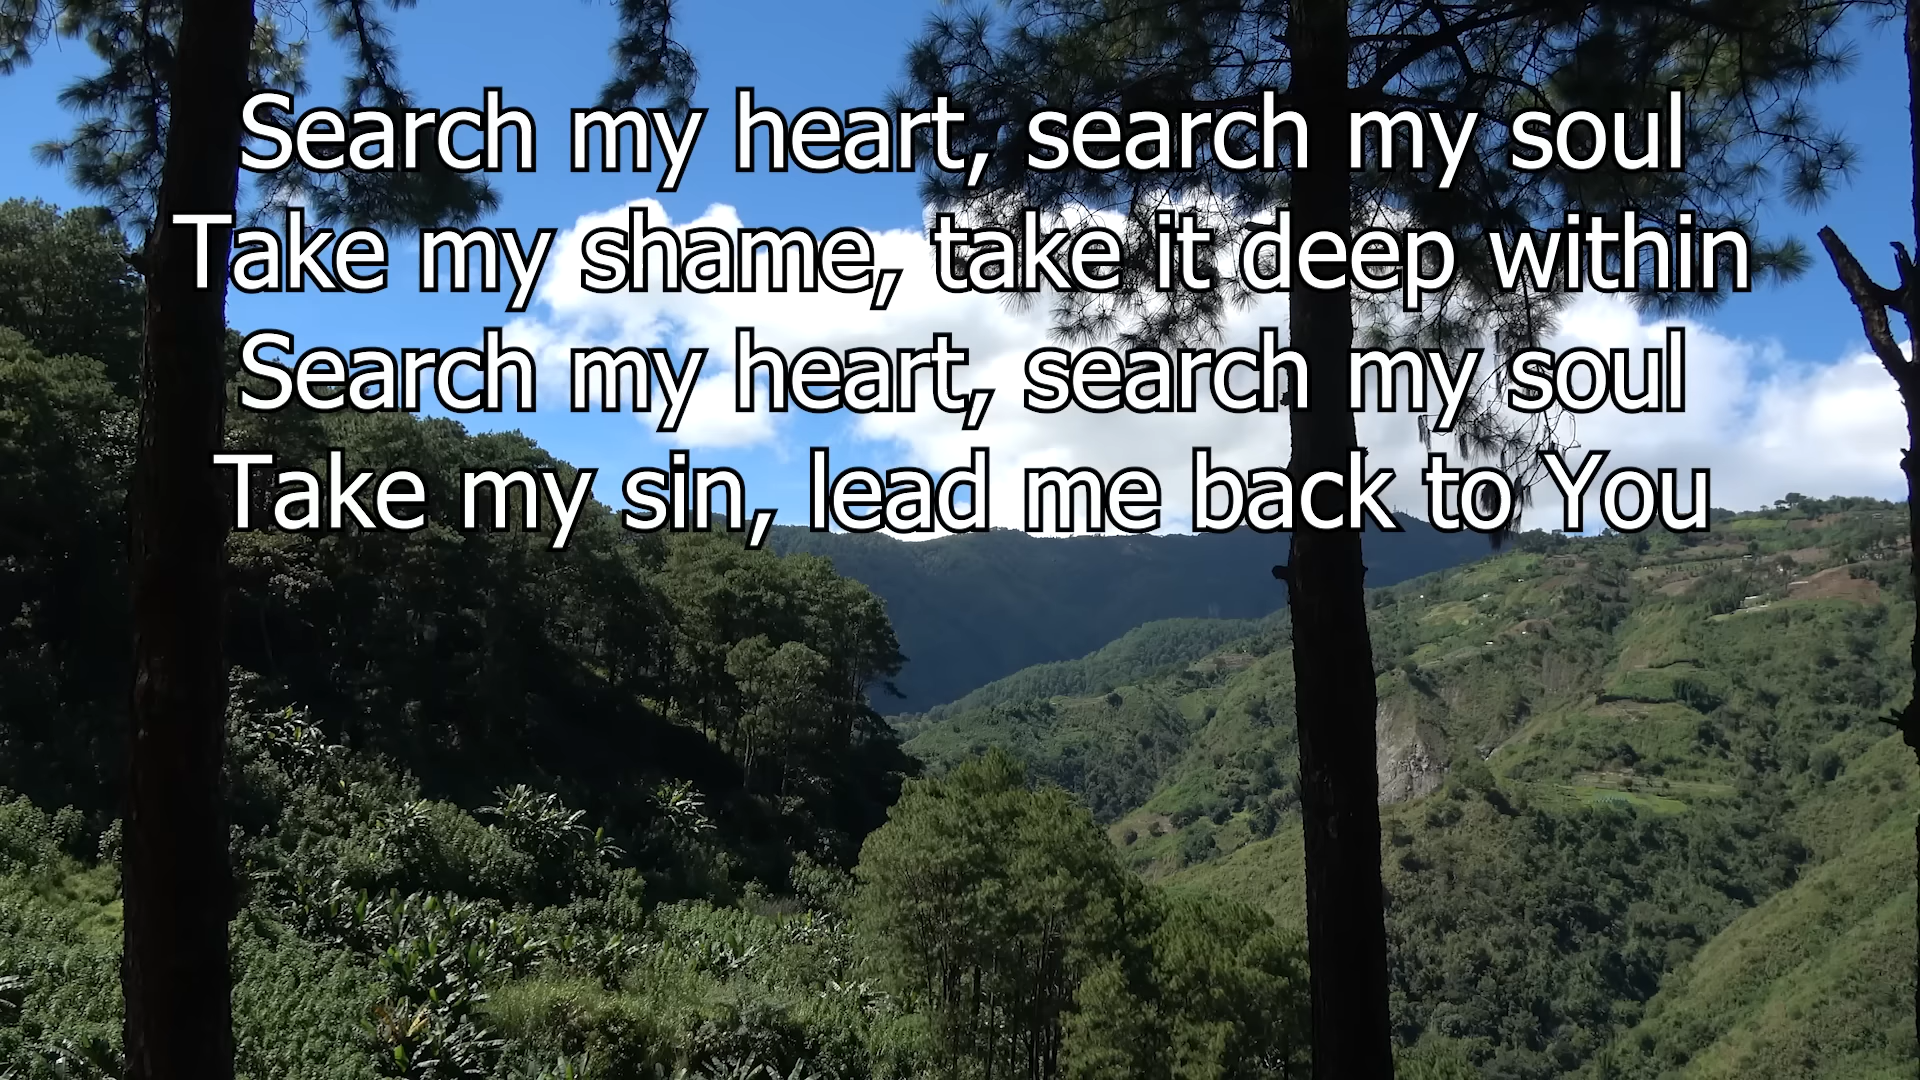 Search my heart, search my soul
Take my shame, take it deep within
Search my heart, search my soul
Take my sin, lead me back to You